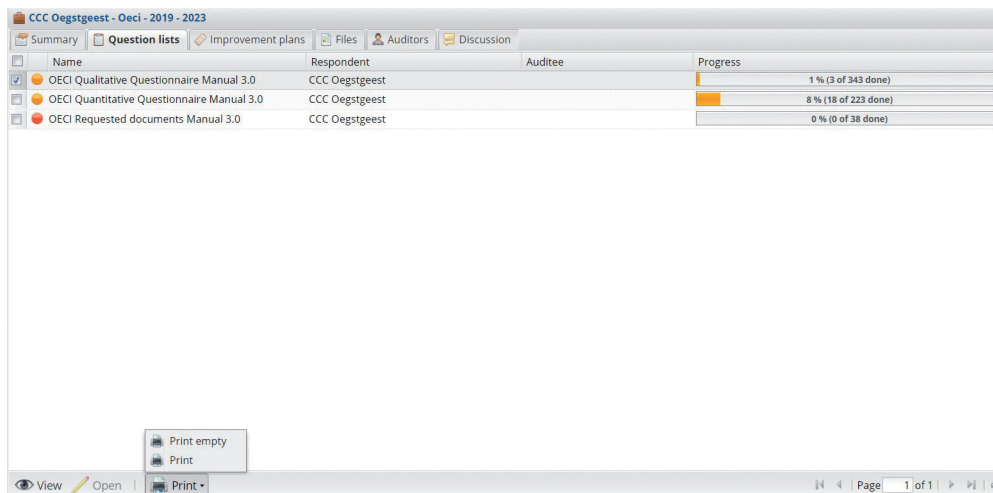 CCC Oegstgeest - Oeci - 2019 - 2023
Summary Question lists Improvement plans Files Auditors Discussion
Name Respondent Auditee Progress
OECI Qualitative Questionnaire Manual 3.0 CCC Oegstgeest 1 % (3 of 343 done)
OECI Quantitative Questionnaire Manual 3.0 CCC Oegstgeest 8 % (18 of 223 done)
OECI Requested documents Manual 3.0 CCC Oegstgeest 0 % (0 of 38 done)
Print empty
Print
View Open Print Page 1 of 1